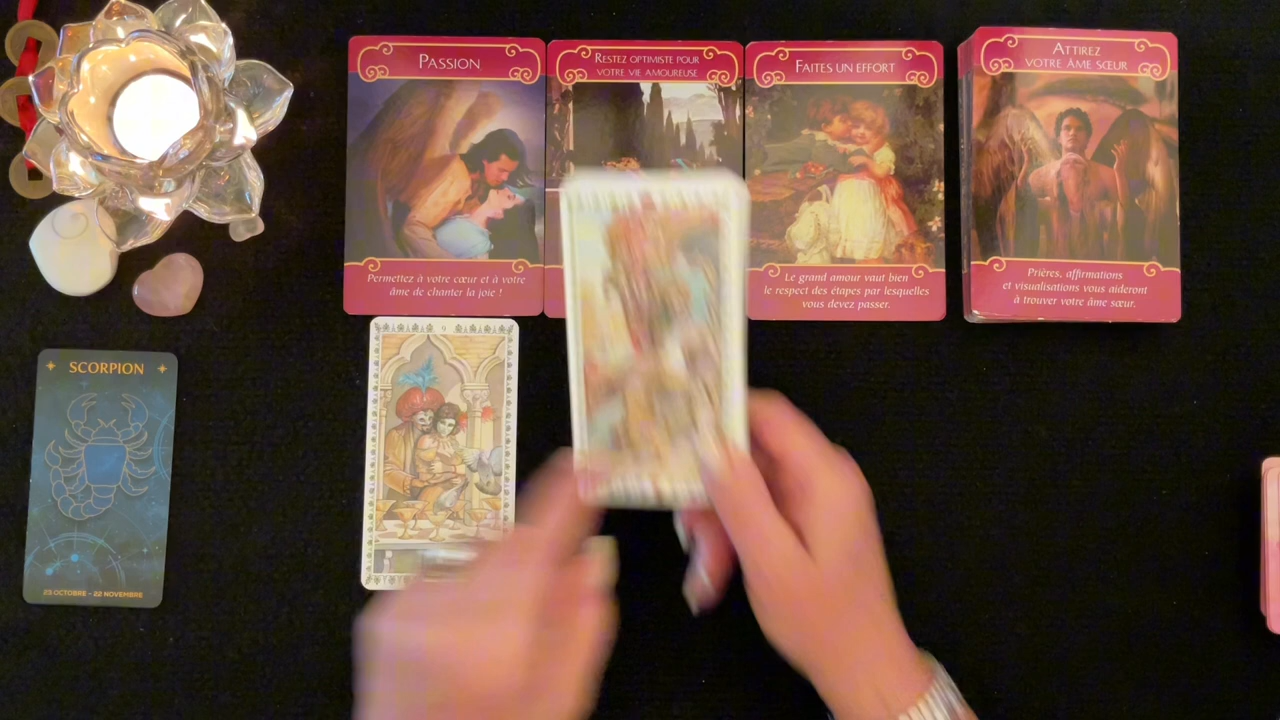 PASSION
Permettez à votre cœur et à votre
âme de chanter la joie !
RESTEZ OPTIMISTE POUR
VOTRE VIE AMOUREUSE
FAITES UN EFFORT
Le grand amour vaut bien
le respect des étapes par lesquelles
vous devez passer.
ATTIREZ
VOTRE ÂME SŒUR
Prières, affirmations
et visualisations vous aideront
à trouver votre âme sœur.
SCORPION
23 OCTOBRE - 22 NOVEMBRE
9